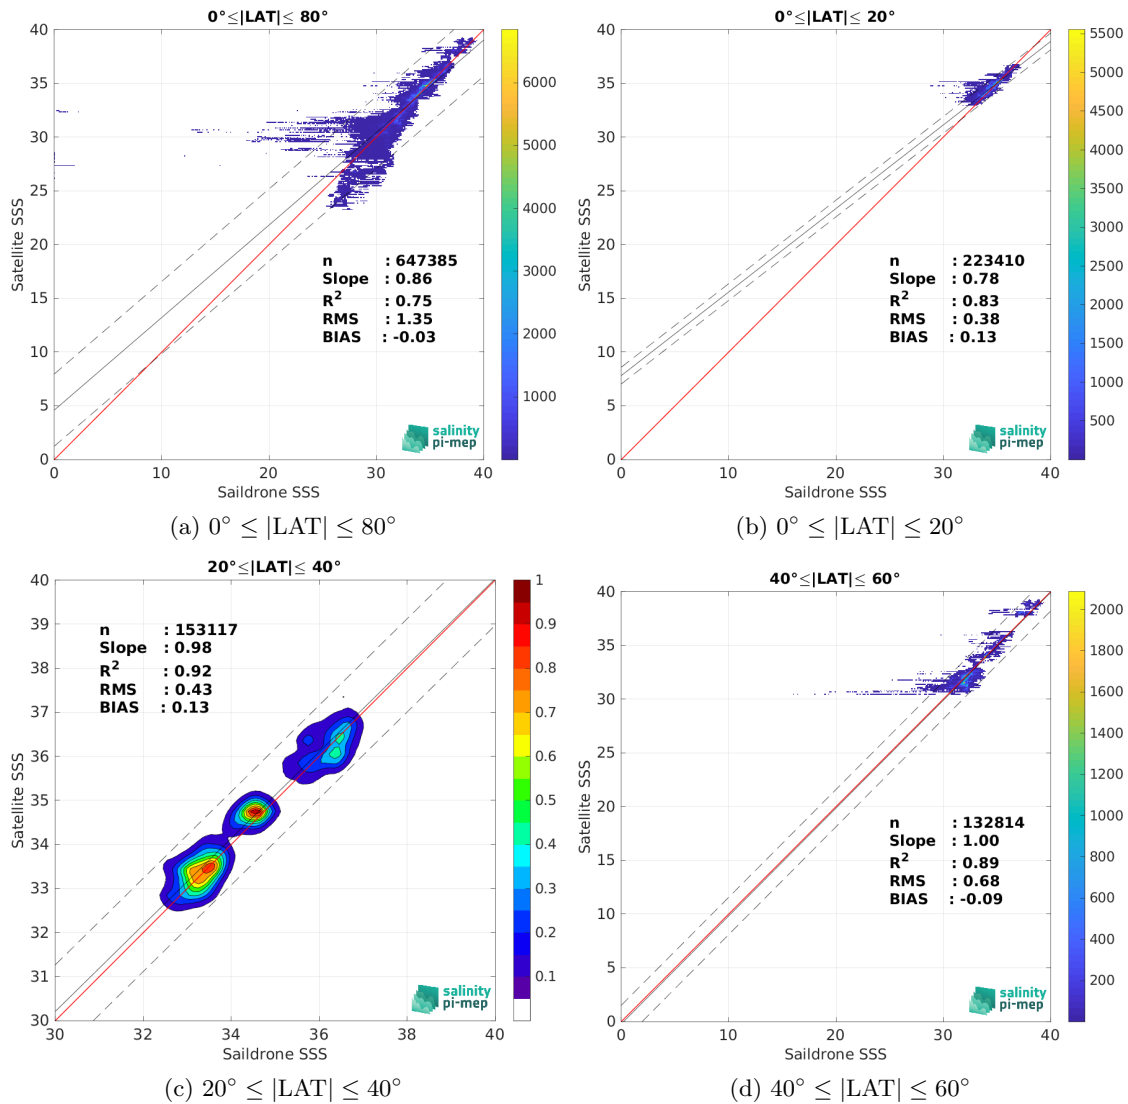 0°≤|LAT|≤ 80°
40
35
30
25
20
15
10
5
0
Satellite SSS
0
10
20
30
40
Saildrone SSS
n : 647385
Slope : 0.86
R² : 0.75
RMS : 1.35
BIAS : -0.03
salinity
pi-mep
6000
5000
4000
3000
2000
1000
(a) 0° ≤ |LAT| ≤ 80°
0°≤|LAT|≤ 20°
40
35
30
25
20
15
10
5
0
Satellite SSS
0
10
20
30
40
Saildrone SSS
n : 223410
Slope : 0.78
R² : 0.83
RMS : 0.38
BIAS : 0.13
salinity
pi-mep
5500
5000
4500
4000
3500
3000
2500
2000
1500
1000
500
(b) 0° ≤ |LAT| ≤ 20°
20°≤|LAT|≤ 40°
40
39
38
37
36
35
34
33
32
31
30
Satellite SSS
30
32
34
36
38
40
Saildrone SSS
n : 153117
Slope : 0.98
R² : 0.92
RMS : 0.43
BIAS : 0.13
salinity
pi-mep
1
0.9
0.8
0.7
0.6
0.5
0.4
0.3
0.2
0.1
(c) 20° ≤ |LAT| ≤ 40°
40°≤|LAT|≤ 60°
40
35
30
25
20
15
10
5
0
Satellite SSS
0
10
20
30
40
Saildrone SSS
n : 132814
Slope : 1.00
R² : 0.89
RMS : 0.68
BIAS : -0.09
salinity
pi-mep
2000
1800
1600
1400
1200
1000
800
600
400
200
(d) 40° ≤ |LAT| ≤ 60°